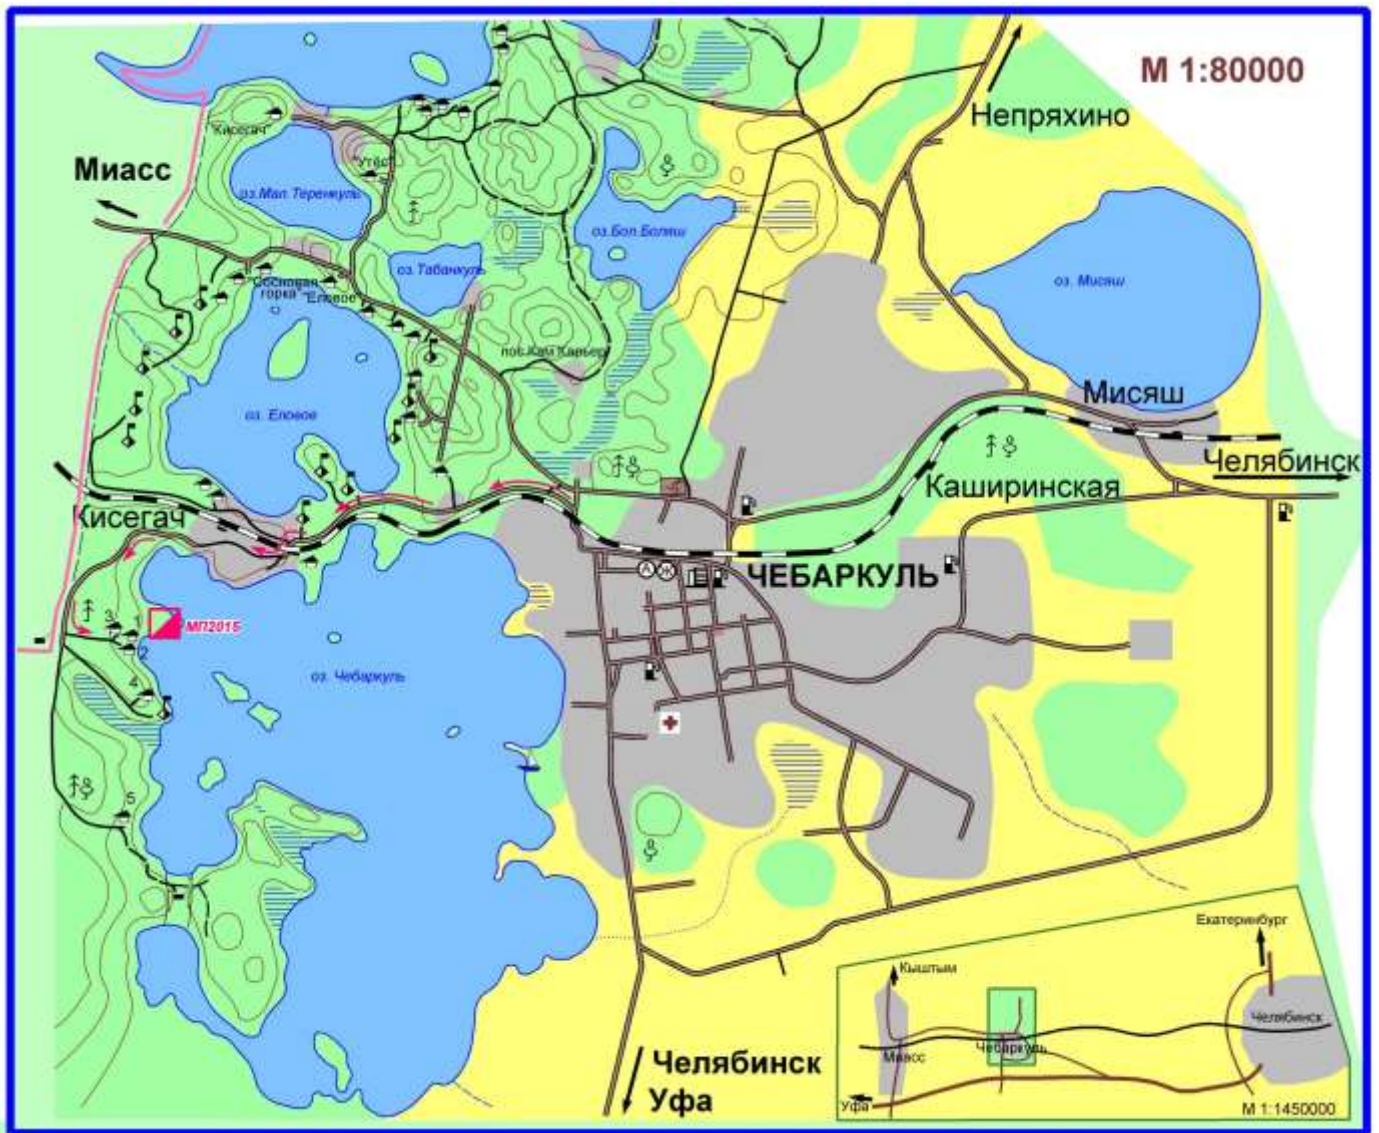 М 1:80000
Непряхино
"Кисегач"
Миасс
"Утёс"
оз.Мал.Теренкуль
оз.Бол.Боляш
оз.Табанкуль
оз. Мисяш
Сосновая
горка"
"Еловое"
пос.Кам.Карьер
Мисяш
оз. Еловое
Челябинск
Каширинская
Кисегач
А
Ж
ЧЕБАРКУЛЬ
3
1
МП2015
2
оз. Чебаркуль
4
5
Екатеринбург
Кыштым
Челябинск
Миасс
Чебаркуль
Челябинск
Уфа
Уфа
М 1:1450000